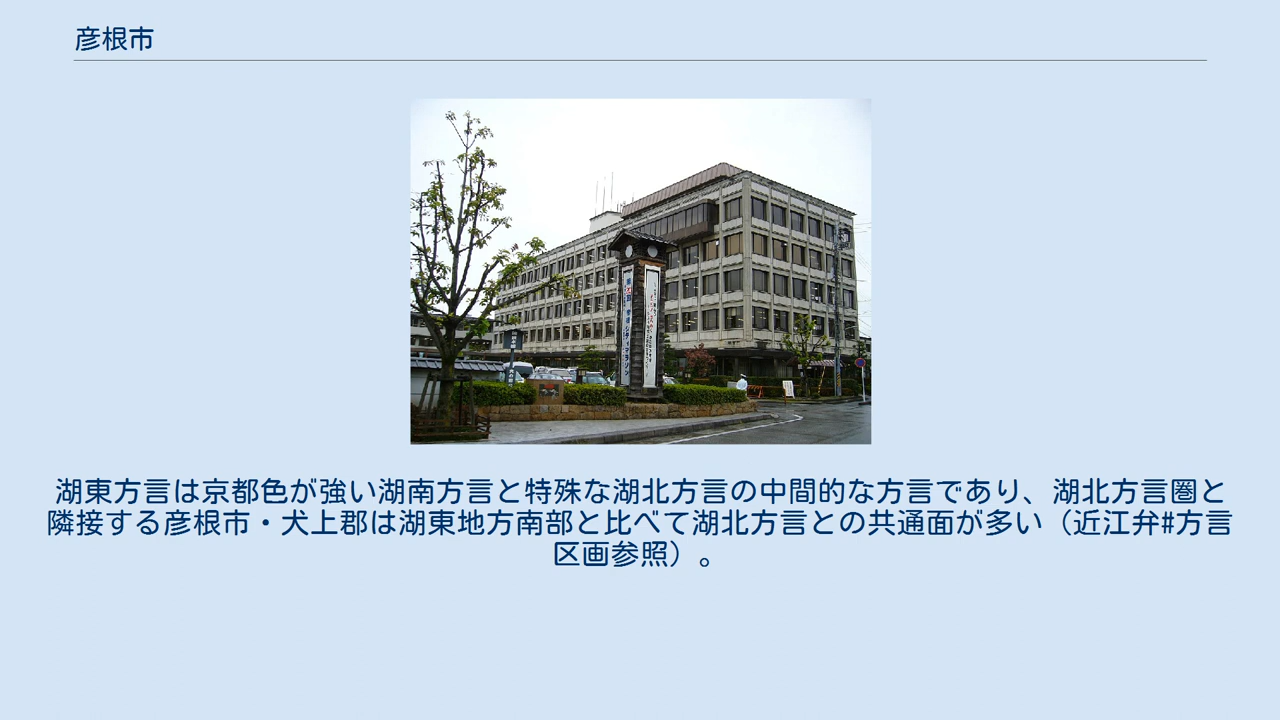 彦根市
湖東方言は京都色が強い湖南方言と特殊な湖北方言の中間的な方言であり、湖北方言圏と
隣接する彦根市・犬上郡は湖東地方南部と比べて湖北方言との共通面が多い（近江弁#方言
区画参照）。